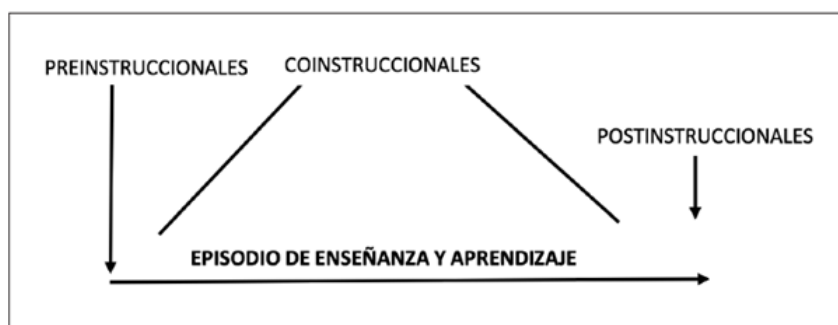 PREINSTRUCCIONALES
COINSTRUCCIONALES
POSTINSTRUCCIONALES
EPISODIO DE ENSEÑANZA Y APRENDIZAJE